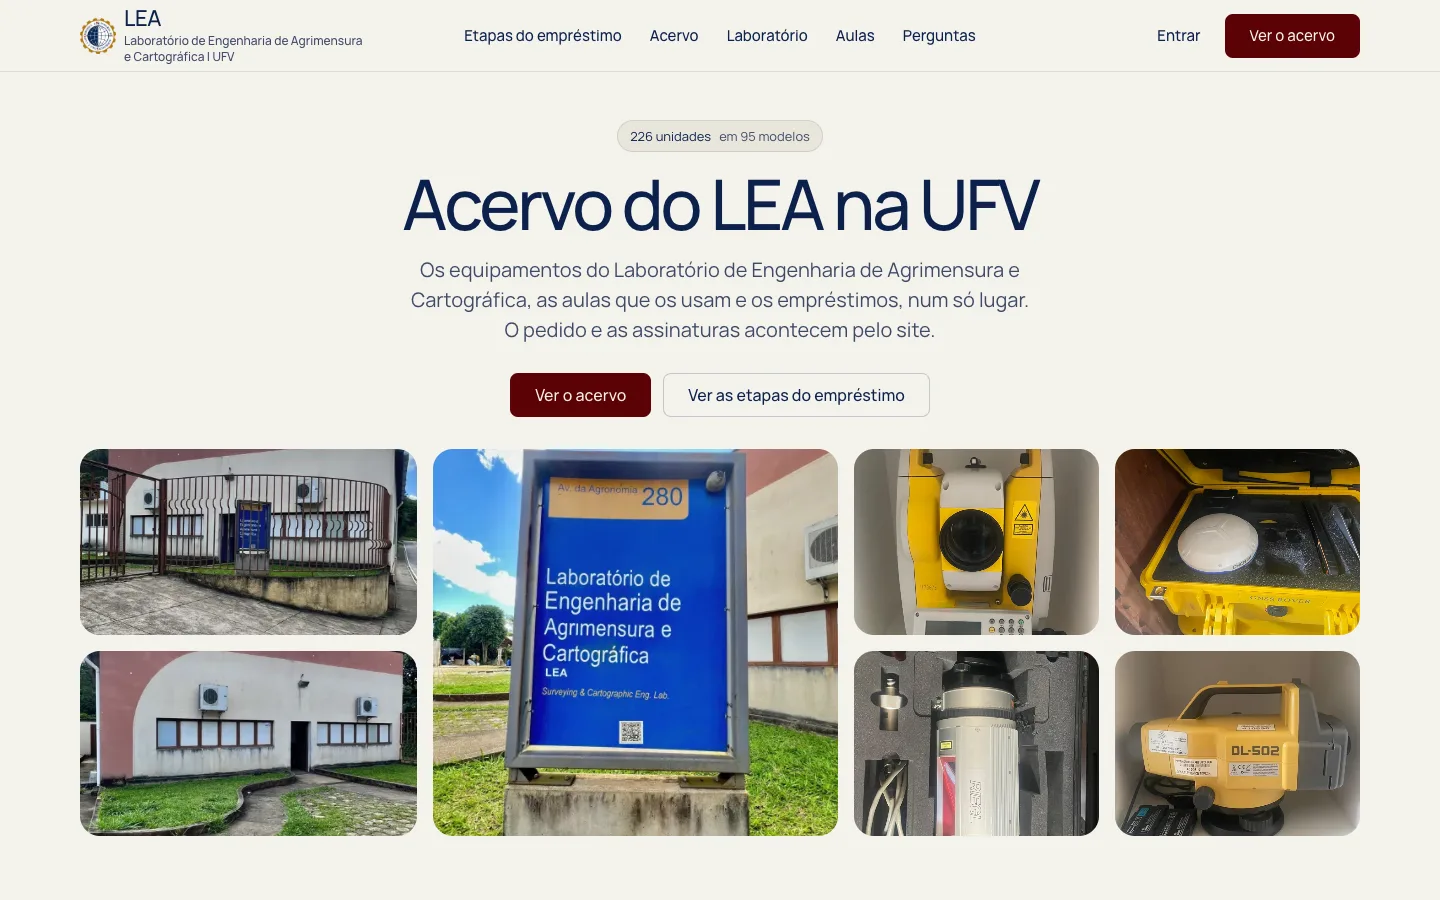 LEA
Laboratório de Engenharia de Agrimensura
e Cartográfica | UFV
Etapas do empréstimo
Acervo
Laboratório
Aulas
Perguntas
Entrar
Ver o acervo
226 unidades em 95 modelos
Acervo do LEA na UFV
Os equipamentos do Laboratório de Engenharia de Agrimensura e
Cartográfica, as aulas que os usam e os empréstimos, num só lugar.
O pedido e as assinaturas acontecem pelo site.
Ver o acervo
Ver as etapas do empréstimo
Av. da Agronomia 280
Laboratório de
Engenharia de
Agrimensura e
Cartográfica
LEA
Surveying & Cartographic Eng. Lab.
GNSS ROVER
DL-502